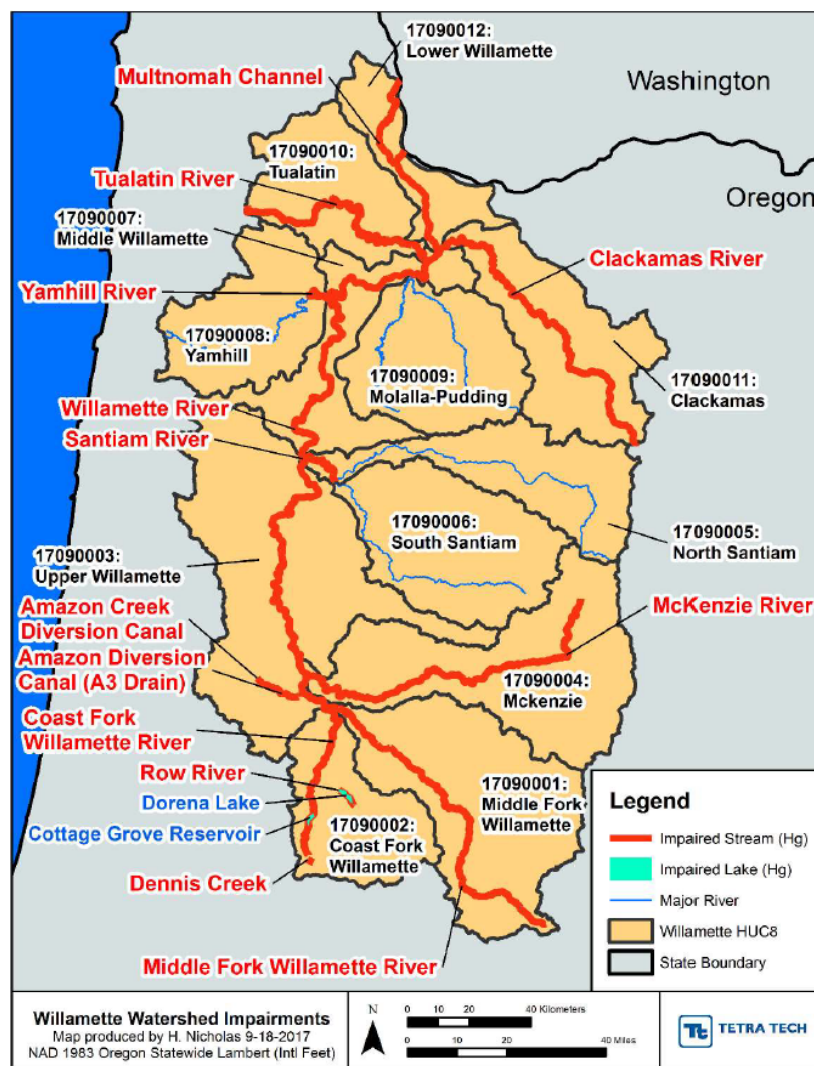 17090012:
Lower Willamette
Washington
Multnomah Channel
17090010:
Tualatin
Oregon
Tualatin River
17090007:
Middle Willamette
Clackamas River
Yamhill River
17090008:
Yamhill
17090009:
Molalla-Pudding
17090011:
Clackamas
Willamette River
Santiam River
17090006:
South Santiam
17090005:
North Santiam
17090003:
Upper Willamette
Amazon Creek
Diversion Canal
McKenzie River
Amazon Diversion
Canal (A3 Drain)
17090004:
Mckenzie
Coast Fork
Willamette River
Row River
17090001:
Middle Fork
Willamette
Dorena Lake
Cottage Grove Reservoir
17090002:
Coast Fork
Willamette
Dennis Creek
Middle Fork Willamette River
Legend
Impaired Stream (Hg)
Impaired Lake (Hg)
Major River
Willamette HUC8
State Boundary
Willamette Watershed Impairments
Map produced by H. Nicholas 9-18-2017
NAD 1983 Oregon Statewide Lambert (Intl Feet)
N
0 10 20 40 Kilometers
0 10 20 40 Miles
Tt TETRA TECH